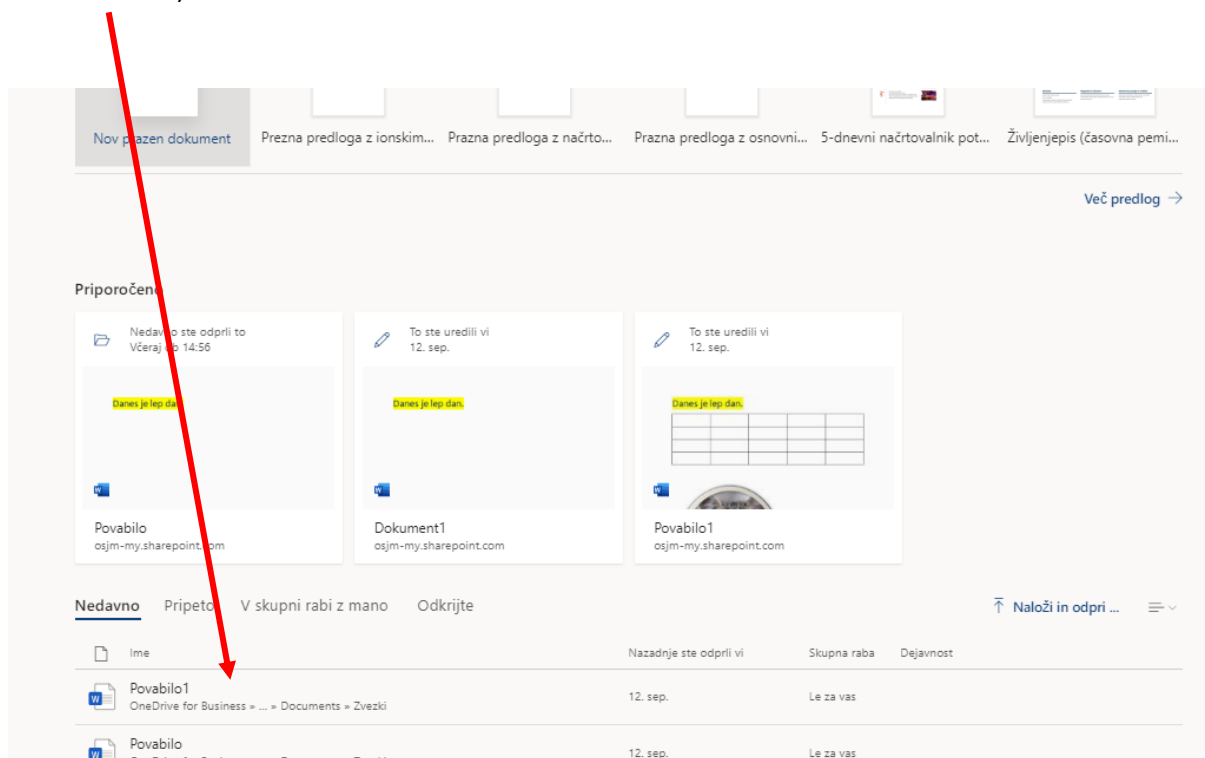 Nov prazen dokument
Prezna predloga z ionskim...
Prazna predloga z načrto...
Prazna predloga z osnovni...
5-dnevni načrtovalnik pot...
Življenjepis (časovna pemi...
Več predlog →
Priporočeno
Nedavno ste odprli to
Včeraj ob 14:56
Danes je lep dan.
Povabilo
osjm-my.sharepoint.com
To ste uredili vi
12. sep.
Danes je lep dan.
Dokument1
osjm-my.sharepoint.com
To ste uredili vi
12. sep.
Danes je lep dan.
Povabilo1
osjm-my.sharepoint.com
Nedavno Pripeto V skupni rabi z mano Odkrijte
Naloži in odpri ...
Ime Nazadnje ste odprli vi Skupna raba Dejavnost
Povabilo1 12. sep. Le za vas
OneDrive for Business » ... » Documents » Zvezki
Povabilo 12. sep. Le za vas